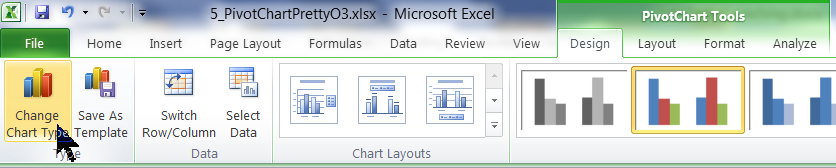 5_PivotChartPrettyO3.xlsx - Microsoft Excel PivotChart Tools
File Home Insert Page Layout Formulas Data Review View Design Layout Format Analyze
Change Save As Switch Select
Chart Type Template Row/Column Data
Type Data Chart Layouts